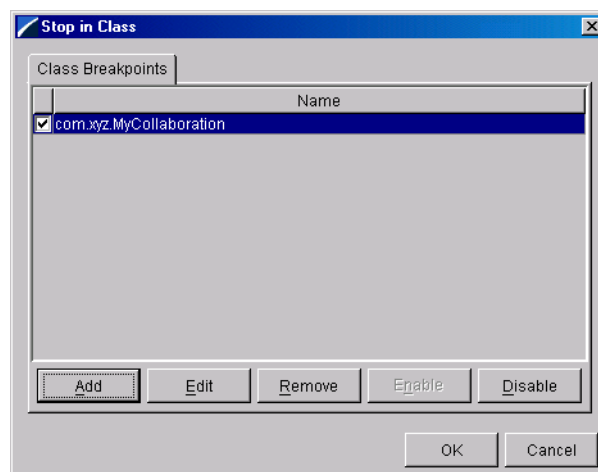 Stop in Class
Class Breakpoints
Name
com.xyz.MyCollaboration
Add Edit Remove Enable Disable
OK Cancel